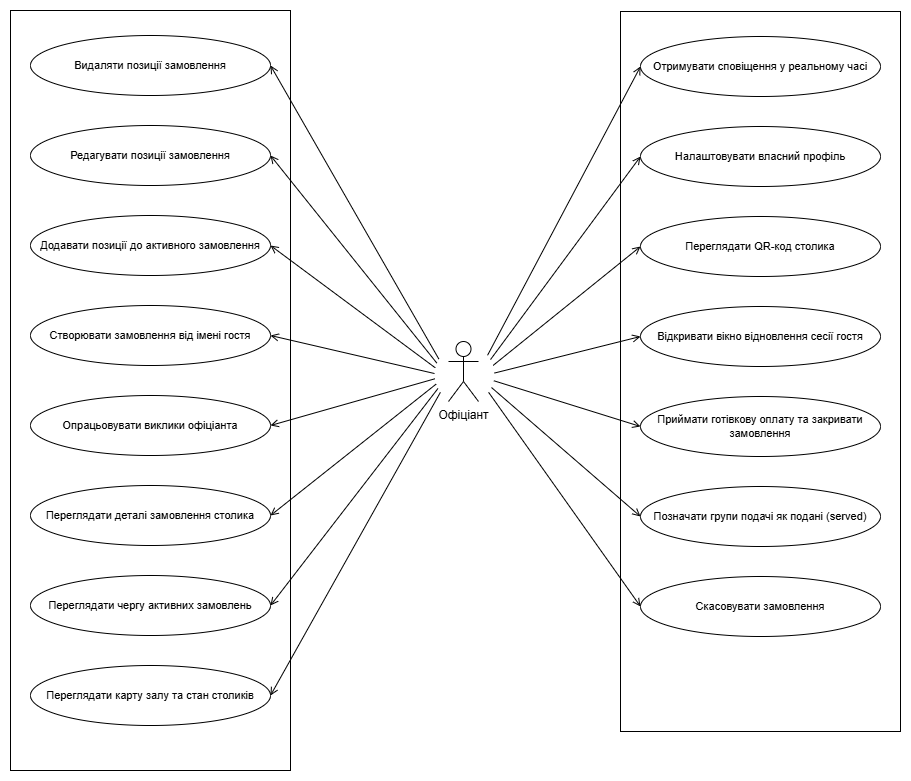 Видаляти позиції замовлення
Редагувати позиції замовлення
Додавати позиції до активного замовлення
Створювати замовлення від імені гостя
Опрацьовувати виклики офіціанта
Переглядати деталі замовлення столика
Переглядати чергу активних замовлень
Переглядати карту залу та стан столиків
Офіціант
Отримувати сповіщення у реальному часі
Налаштовувати власний профіль
Переглядати QR-код столика
Відкривати вікно відновлення сесії гостя
Приймати готівкову оплату та закривати
замовлення
Позначати групи подачі як подані (served)
Скасовувати замовлення